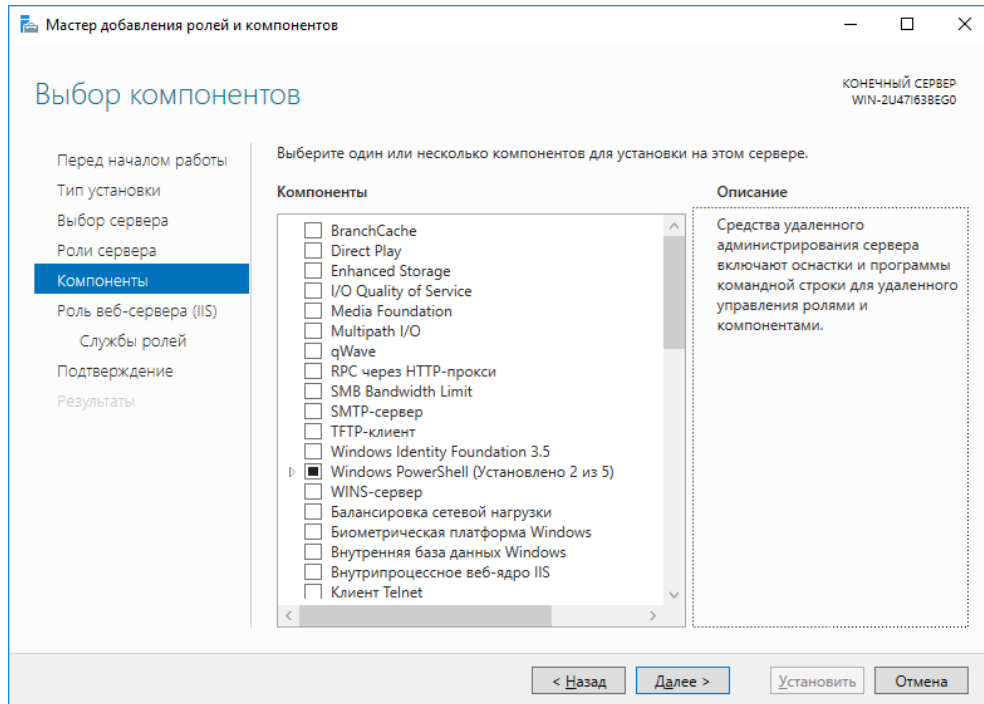 Мастер добавления ролей и компонентов
Выбор компонентов
КОНЕЧНЫЙ СЕРВЕР
WIN-2U47I63BEG0
Перед началом работы
Тип установки
Выбор сервера
Роли сервера
Компоненты
Роль веб-сервера (IIS)
Службы ролей
Подтверждение
Результаты
Выберите один или несколько компонентов для установки на этом сервере.
Компоненты
BranchCache
Direct Play
Enhanced Storage
I/O Quality of Service
Media Foundation
Multipath I/O
qWave
RPC через HTTP-прокси
SMB Bandwidth Limit
SMTP-сервер
TFTP-клиент
Windows Identity Foundation 3.5
Windows PowerShell (Установлено 2 из 5)
WINS-сервер
Балансировка сетевой нагрузки
Биометрическая платформа Windows
Внутренняя база данных Windows
Внутрипроцессное веб-ядро IIS
Клиент Telnet
Описание
Средства удаленного
администрирования сервера
включают оснастки и программы
командной строки для удаленного
управления ролями и
компонентами.
< Назад
Далее >
Установить
Отмена